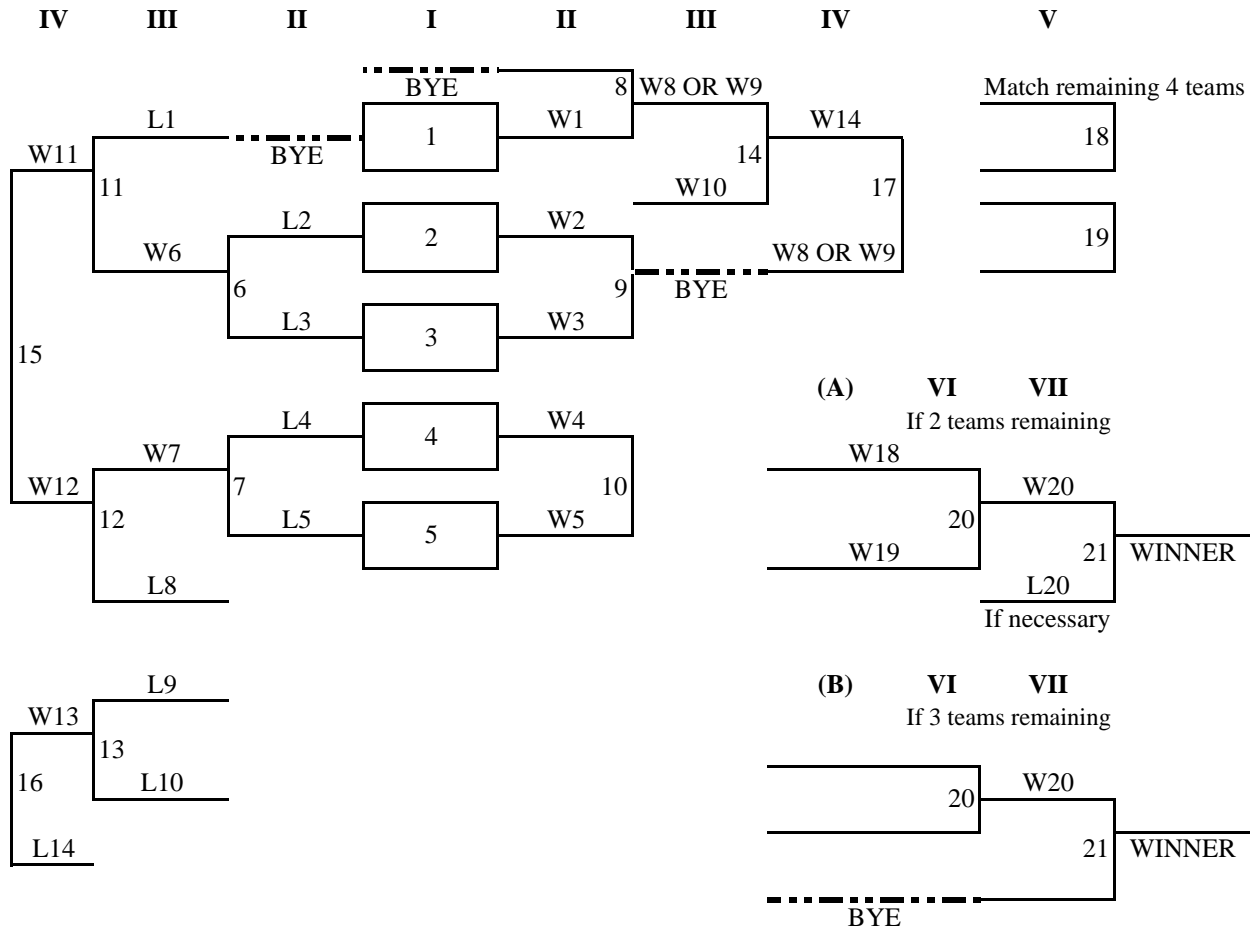 IV III II I II III IV V
BYE 8 W8 OR W9 Match remaining 4 teams
L1 BYE 1 W1 W14 18
W11 14
11 W10 17
L2 2 W2 19
W6 W8 OR W9
6 9 BYE
L3 3 W3
15
(A) VI VII
If 2 teams remaining
L4 4 W4
W7 W18
W12 7 10 W20
12 L5 5 W5 20
W19 21 WINNER
L8 L20
If necessary
L9 (B) VI VII
W13 If 3 teams remaining
13
16 L10 20 W20
L14 21 WINNER
BYE